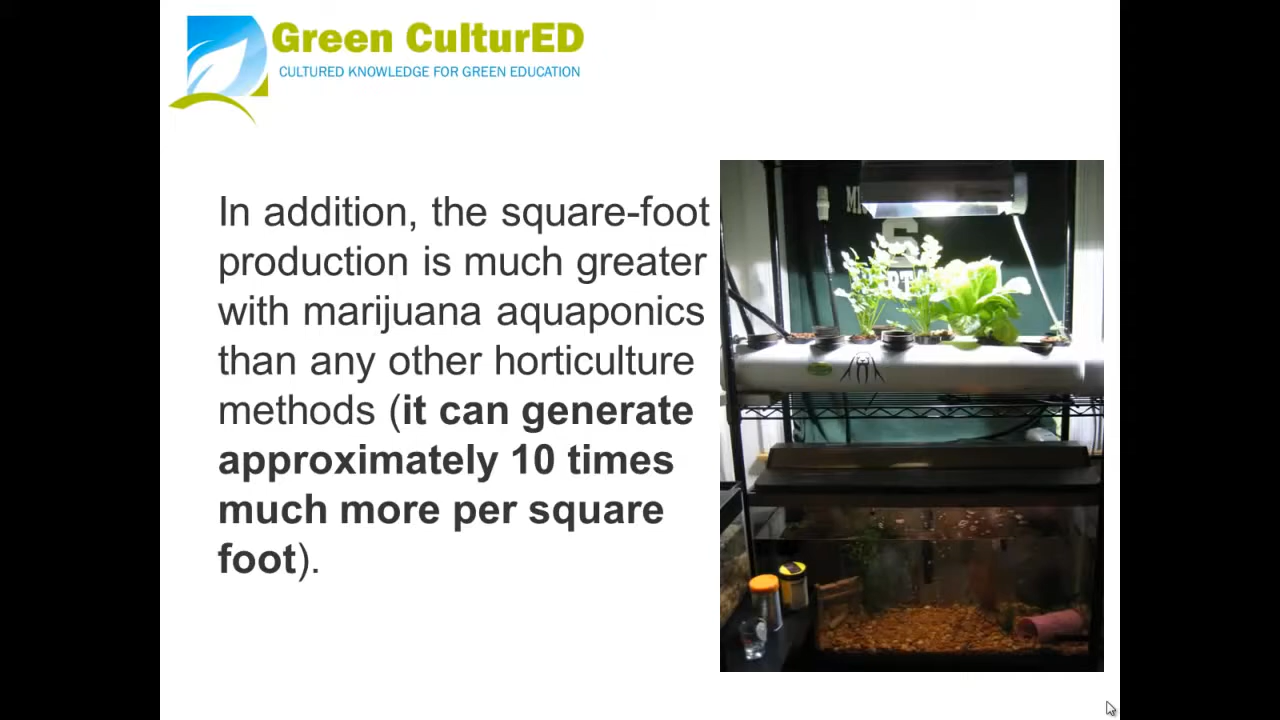 Green CulturED
CULTURED KNOWLEDGE FOR GREEN EDUCATION
In addition, the square-foot
production is much greater
with marijuana aquaponics
than any other horticulture
methods (it can generate
approximately 10 times
much more per square
foot).
S